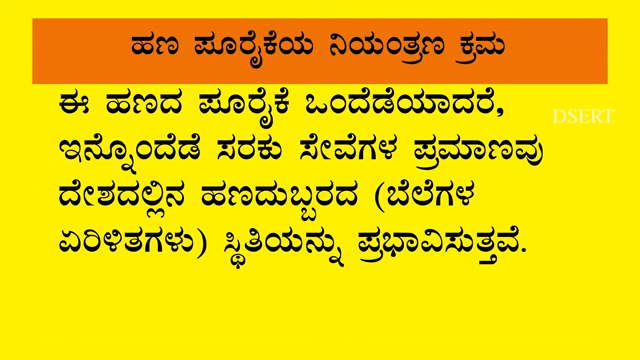 ಹಣ ಪೂರೈಕೆಯ ನಿಯಂತ್ರಣ ಕ್ರಮ
ಈ ಹಣದ ಪೂರೈಕೆ ಒಂದೆಡೆಯಾದರೆ,
DSERT
ಇನ್ನೊಂದೆಡೆ ಸರಕು ಸೇವೆಗಳ ಪ್ರಮಾಣವು
ದೇಶದಲ್ಲಿನ ಹಣದುಬ್ಬರದ (ಬೆಲೆಗಳ
ಏರಿಳಿತಗಳು) ಸ್ಥಿತಿಯನ್ನು ಪ್ರಭಾವಿಸುತ್ತವೆ.